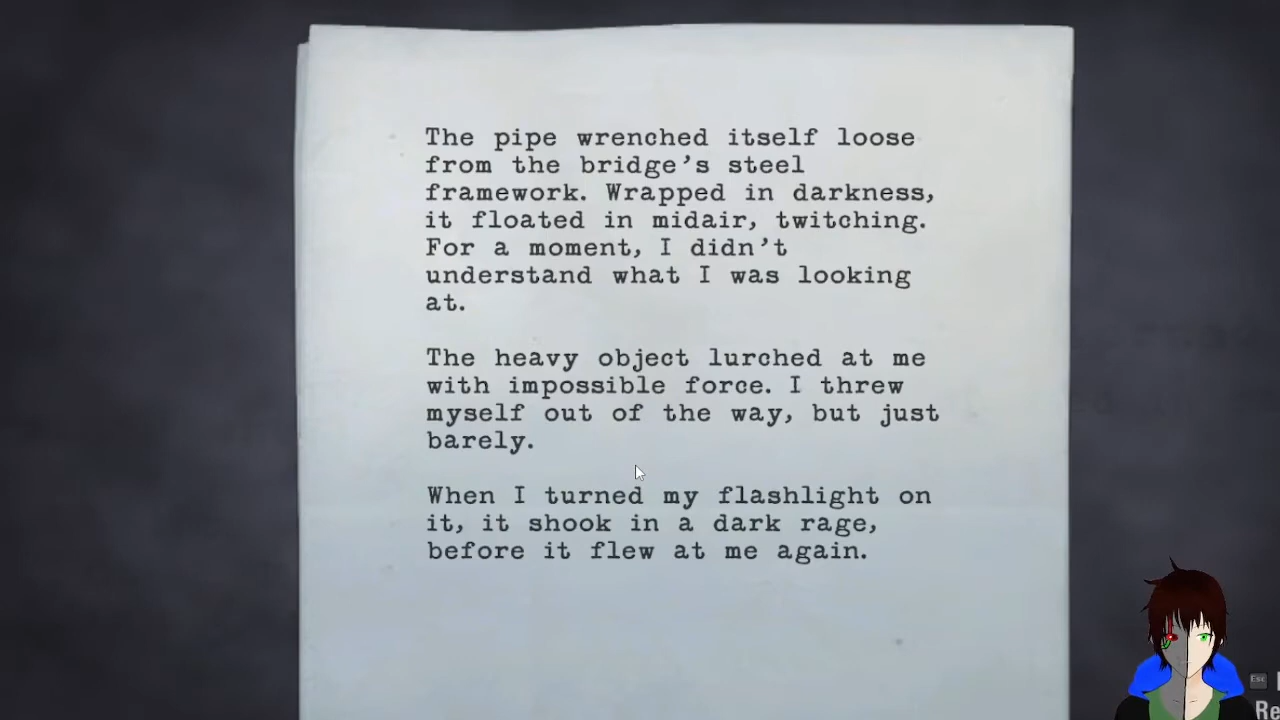 The pipe wrenched itself loose
from the bridge's steel
framework. Wrapped in darkness,
it floated in midair, twitching.
For a moment, I didn't
understand what I was looking
at.
The heavy object lurched at me
with impossible force. I threw
myself out of the way, but just
barely.
When I turned my flashlight on
it, it shook in a dark rage,
before it flew at me again.
Esc
Re